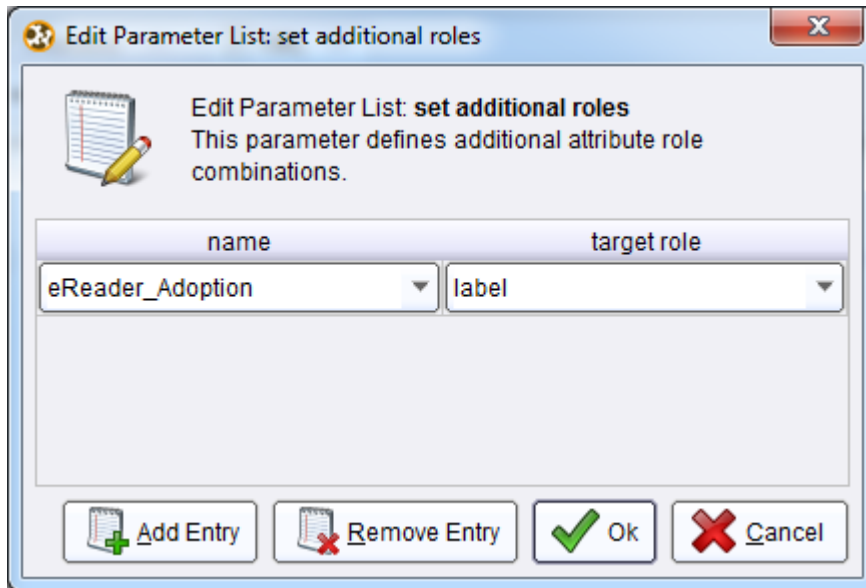 Edit Parameter List: set additional roles
Edit Parameter List: set additional roles
This parameter defines additional attribute role
combinations.
name target role
eReader_Adoption label
Add Entry Remove Entry Ok Cancel